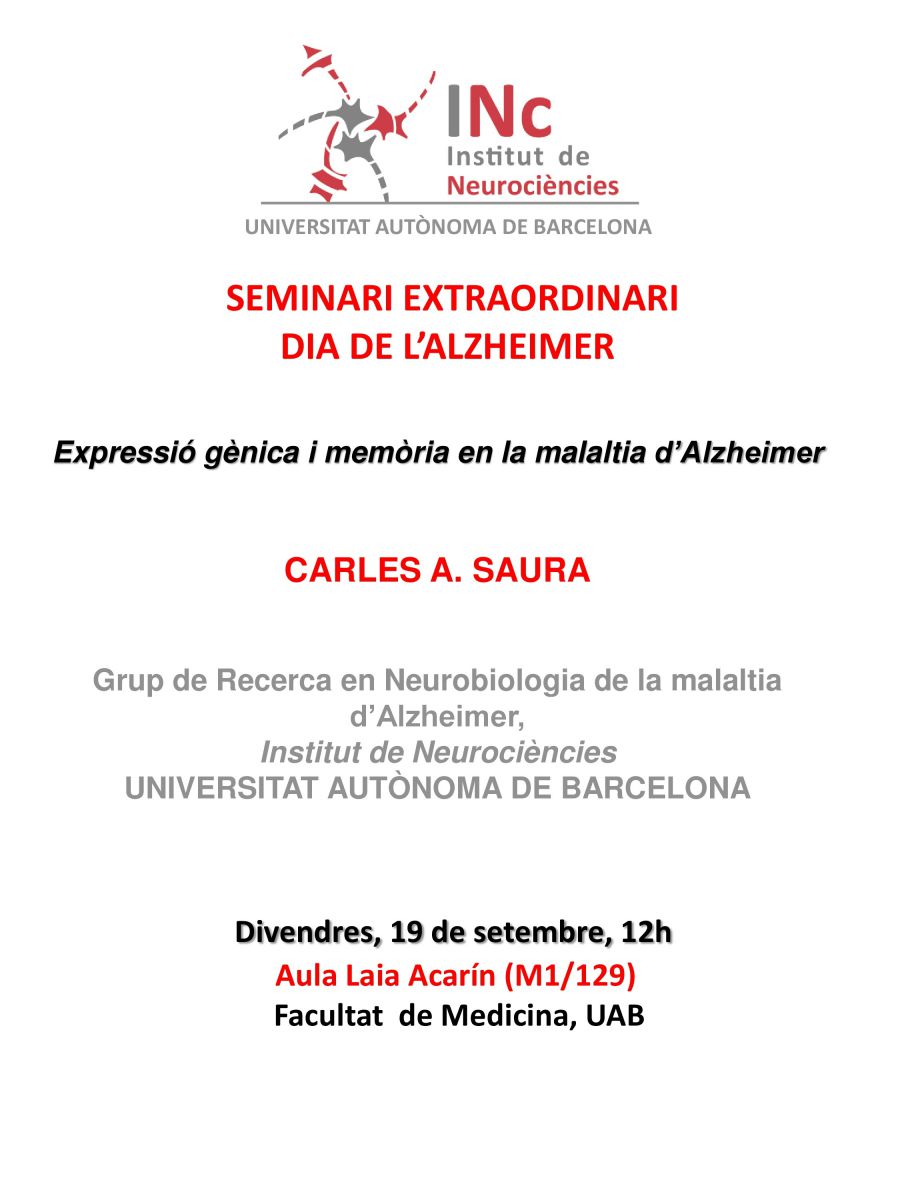 INc
Institut de
Neurociències
UNIVERSITAT AUTÒNOMA DE BARCELONA
SEMINARI EXTRAORDINARI
DIA DE L’ALZHEIMER
Expressió gènica i memòria en la malaltia d’Alzheimer
CARLES A. SAURA
Grup de Recerca en Neurobiologia de la malaltia
d’Alzheimer,
Institut de Neurociències
UNIVERSITAT AUTÒNOMA DE BARCELONA
Divendres, 19 de setembre, 12h
Aula Laia Acarín (M1/129)
Facultat de Medicina, UAB